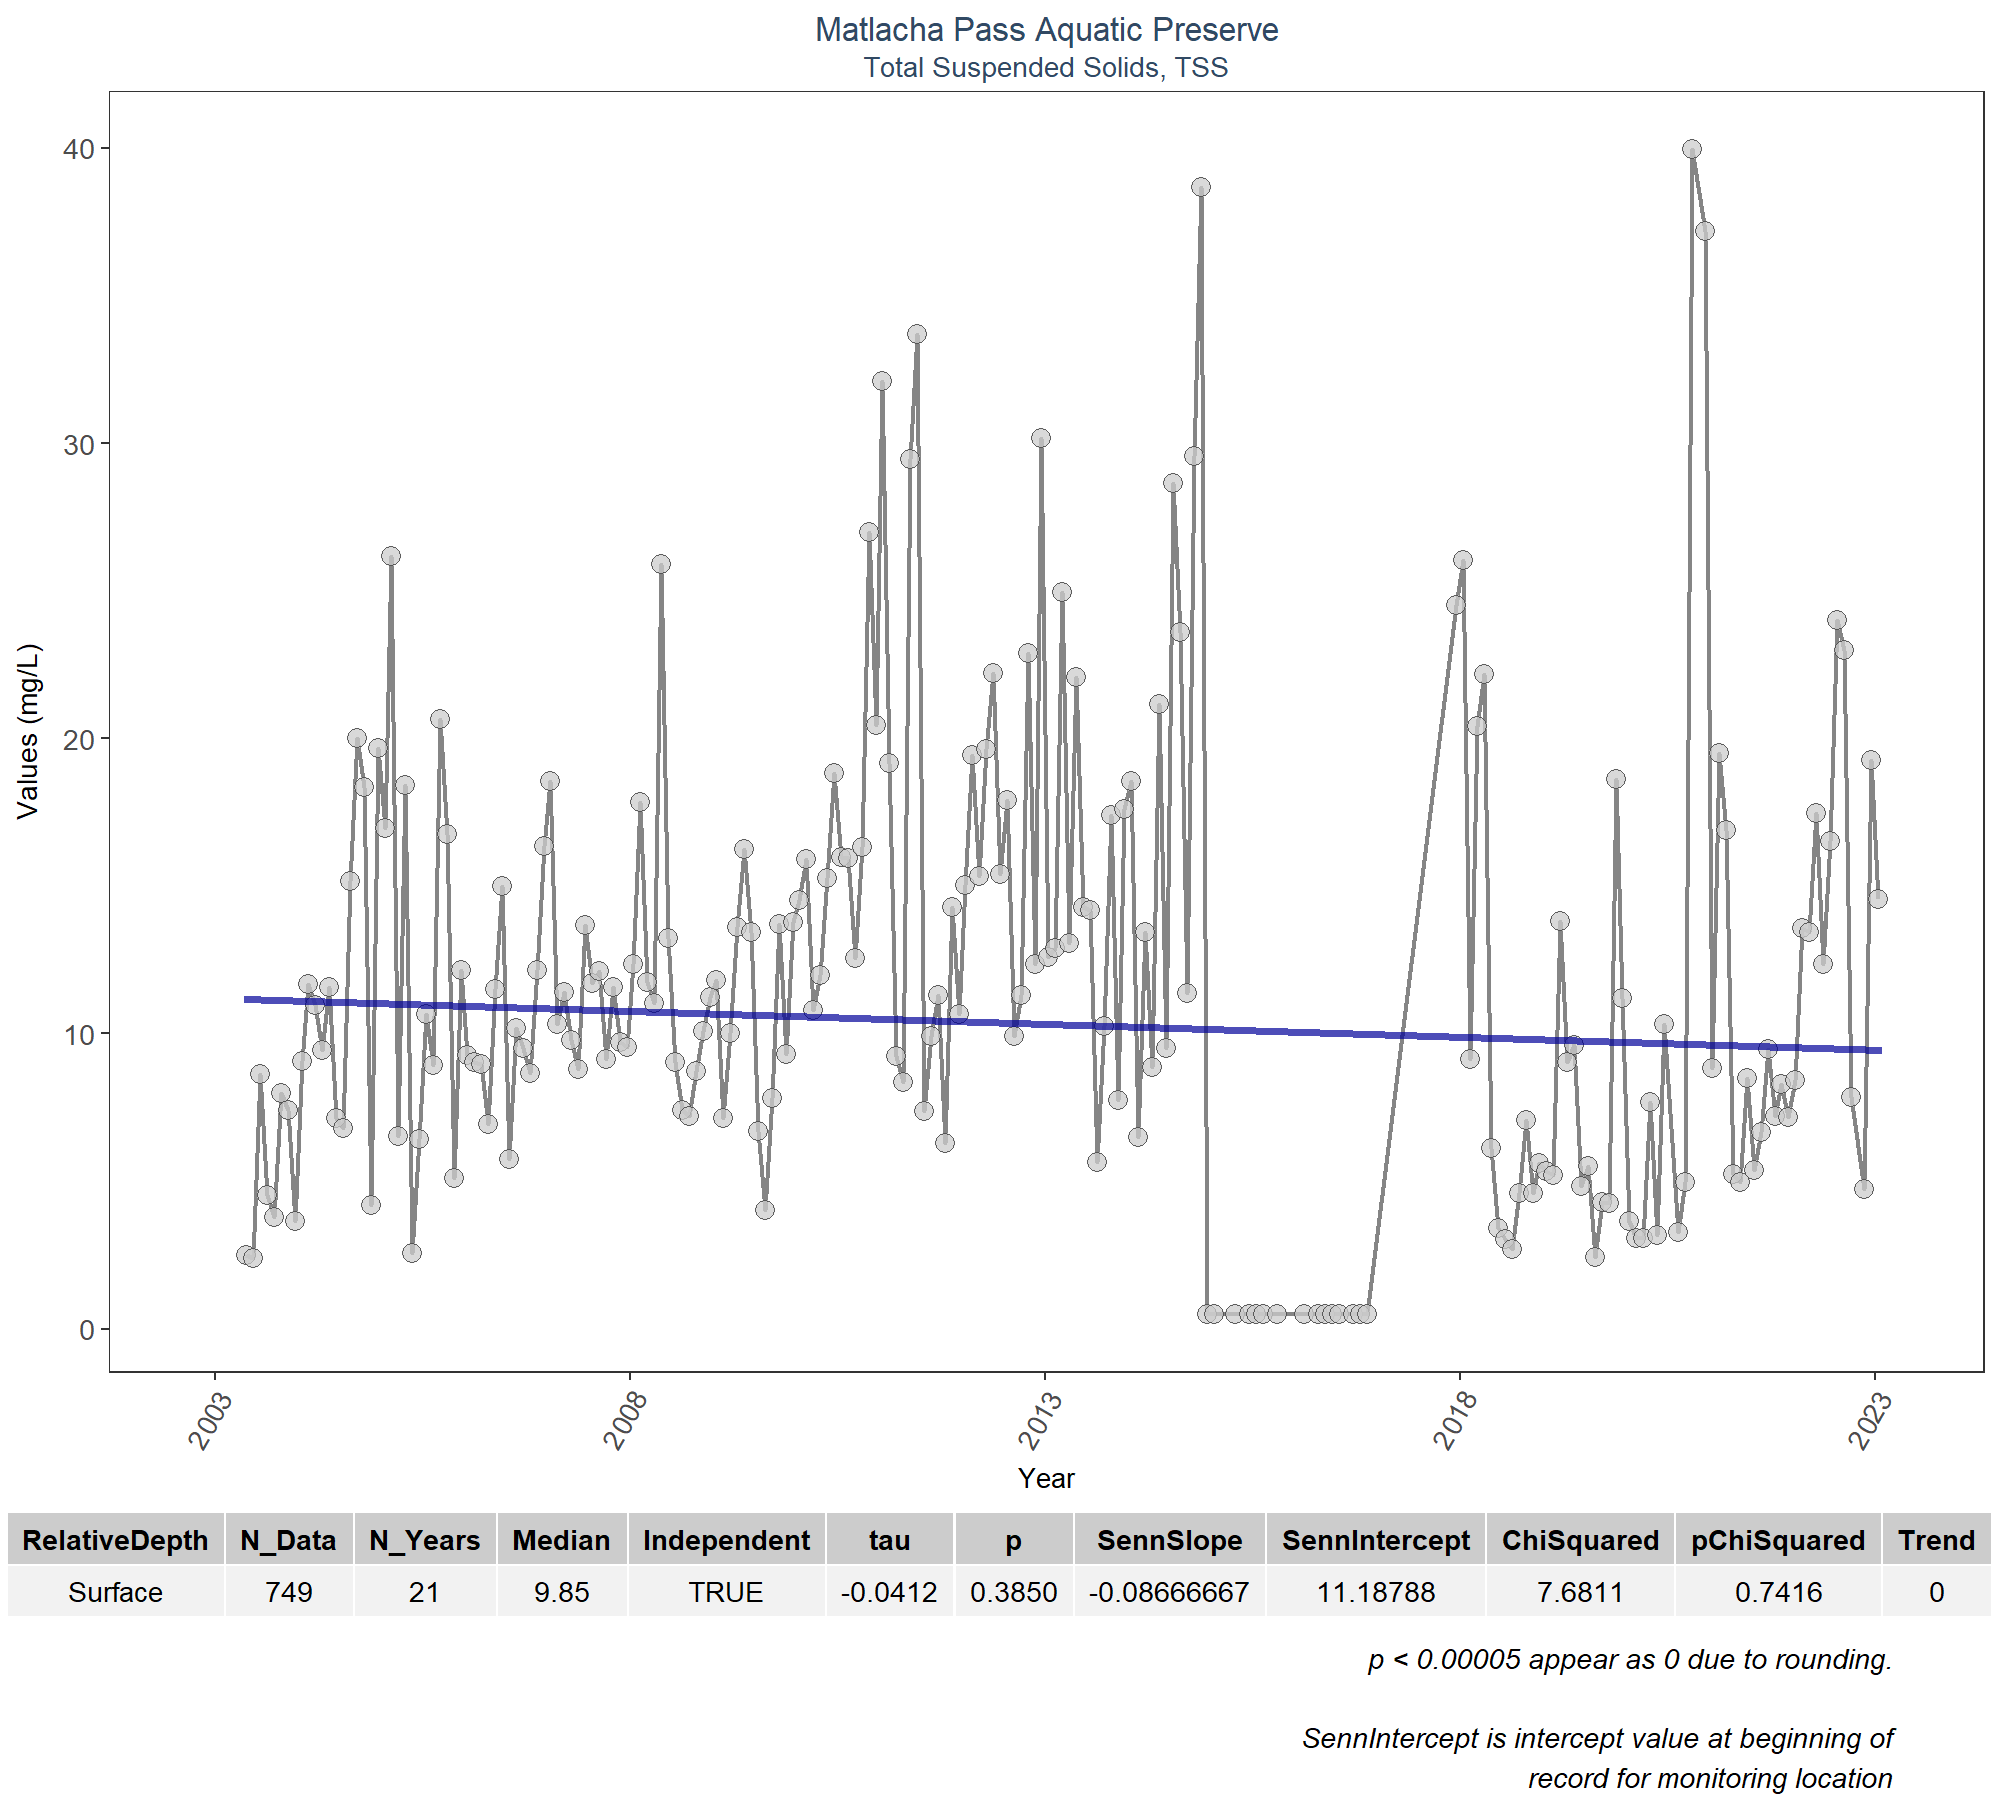 Matlacha Pass Aquatic Preserve
Total Suspended Solids, TSS
40
30
20
10
0
Values (mg/L)
2003 2008 2013 2018 2023
Year
RelativeDepth N_Data N_Years Median Independent tau p SennSlope SennIntercept ChiSquared pChiSquared Trend
Surface 749 21 9.85 TRUE -0.0412 0.3850 -0.08666667 11.18788 7.6811 0.7416 0
p < 0.00005 appear as 0 due to rounding.
SennIntercept is intercept value at beginning of
record for monitoring location